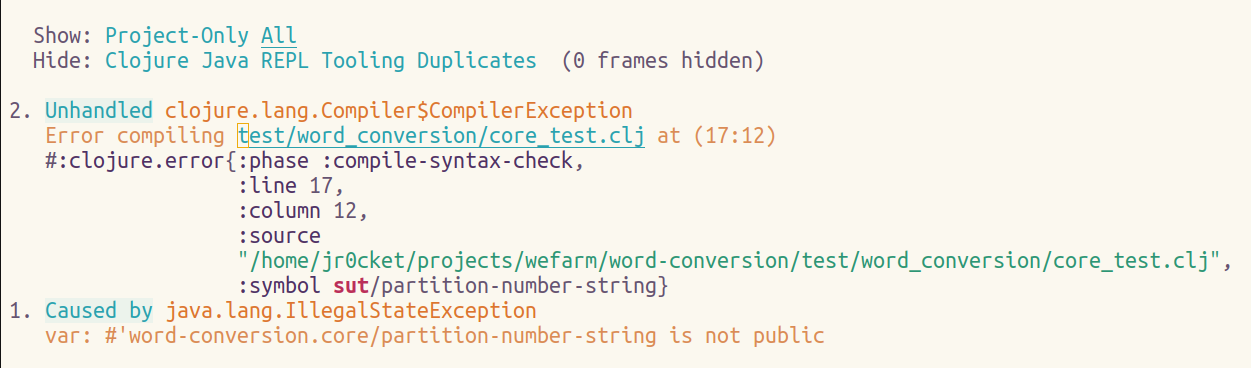 Show: Project-Only All
Hide: Clojure Java REPL Tooling Duplicates (0 frames hidden)
2. Unhandled clojure.lang.Compiler$CompilerException
Error compiling test/word_conversion/core_test.clj at (17:12)
#:clojure.error{:phase :compile-syntax-check,
:line 17,
:column 12,
:source
"/home/jr0cket/projects/wefarm/word-conversion/test/word_conversion/core_test.clj",
:symbol sut/partition-number-string}
1. Caused by java.lang.IllegalStateException
var: #'word-conversion.core/partition-number-string is not public